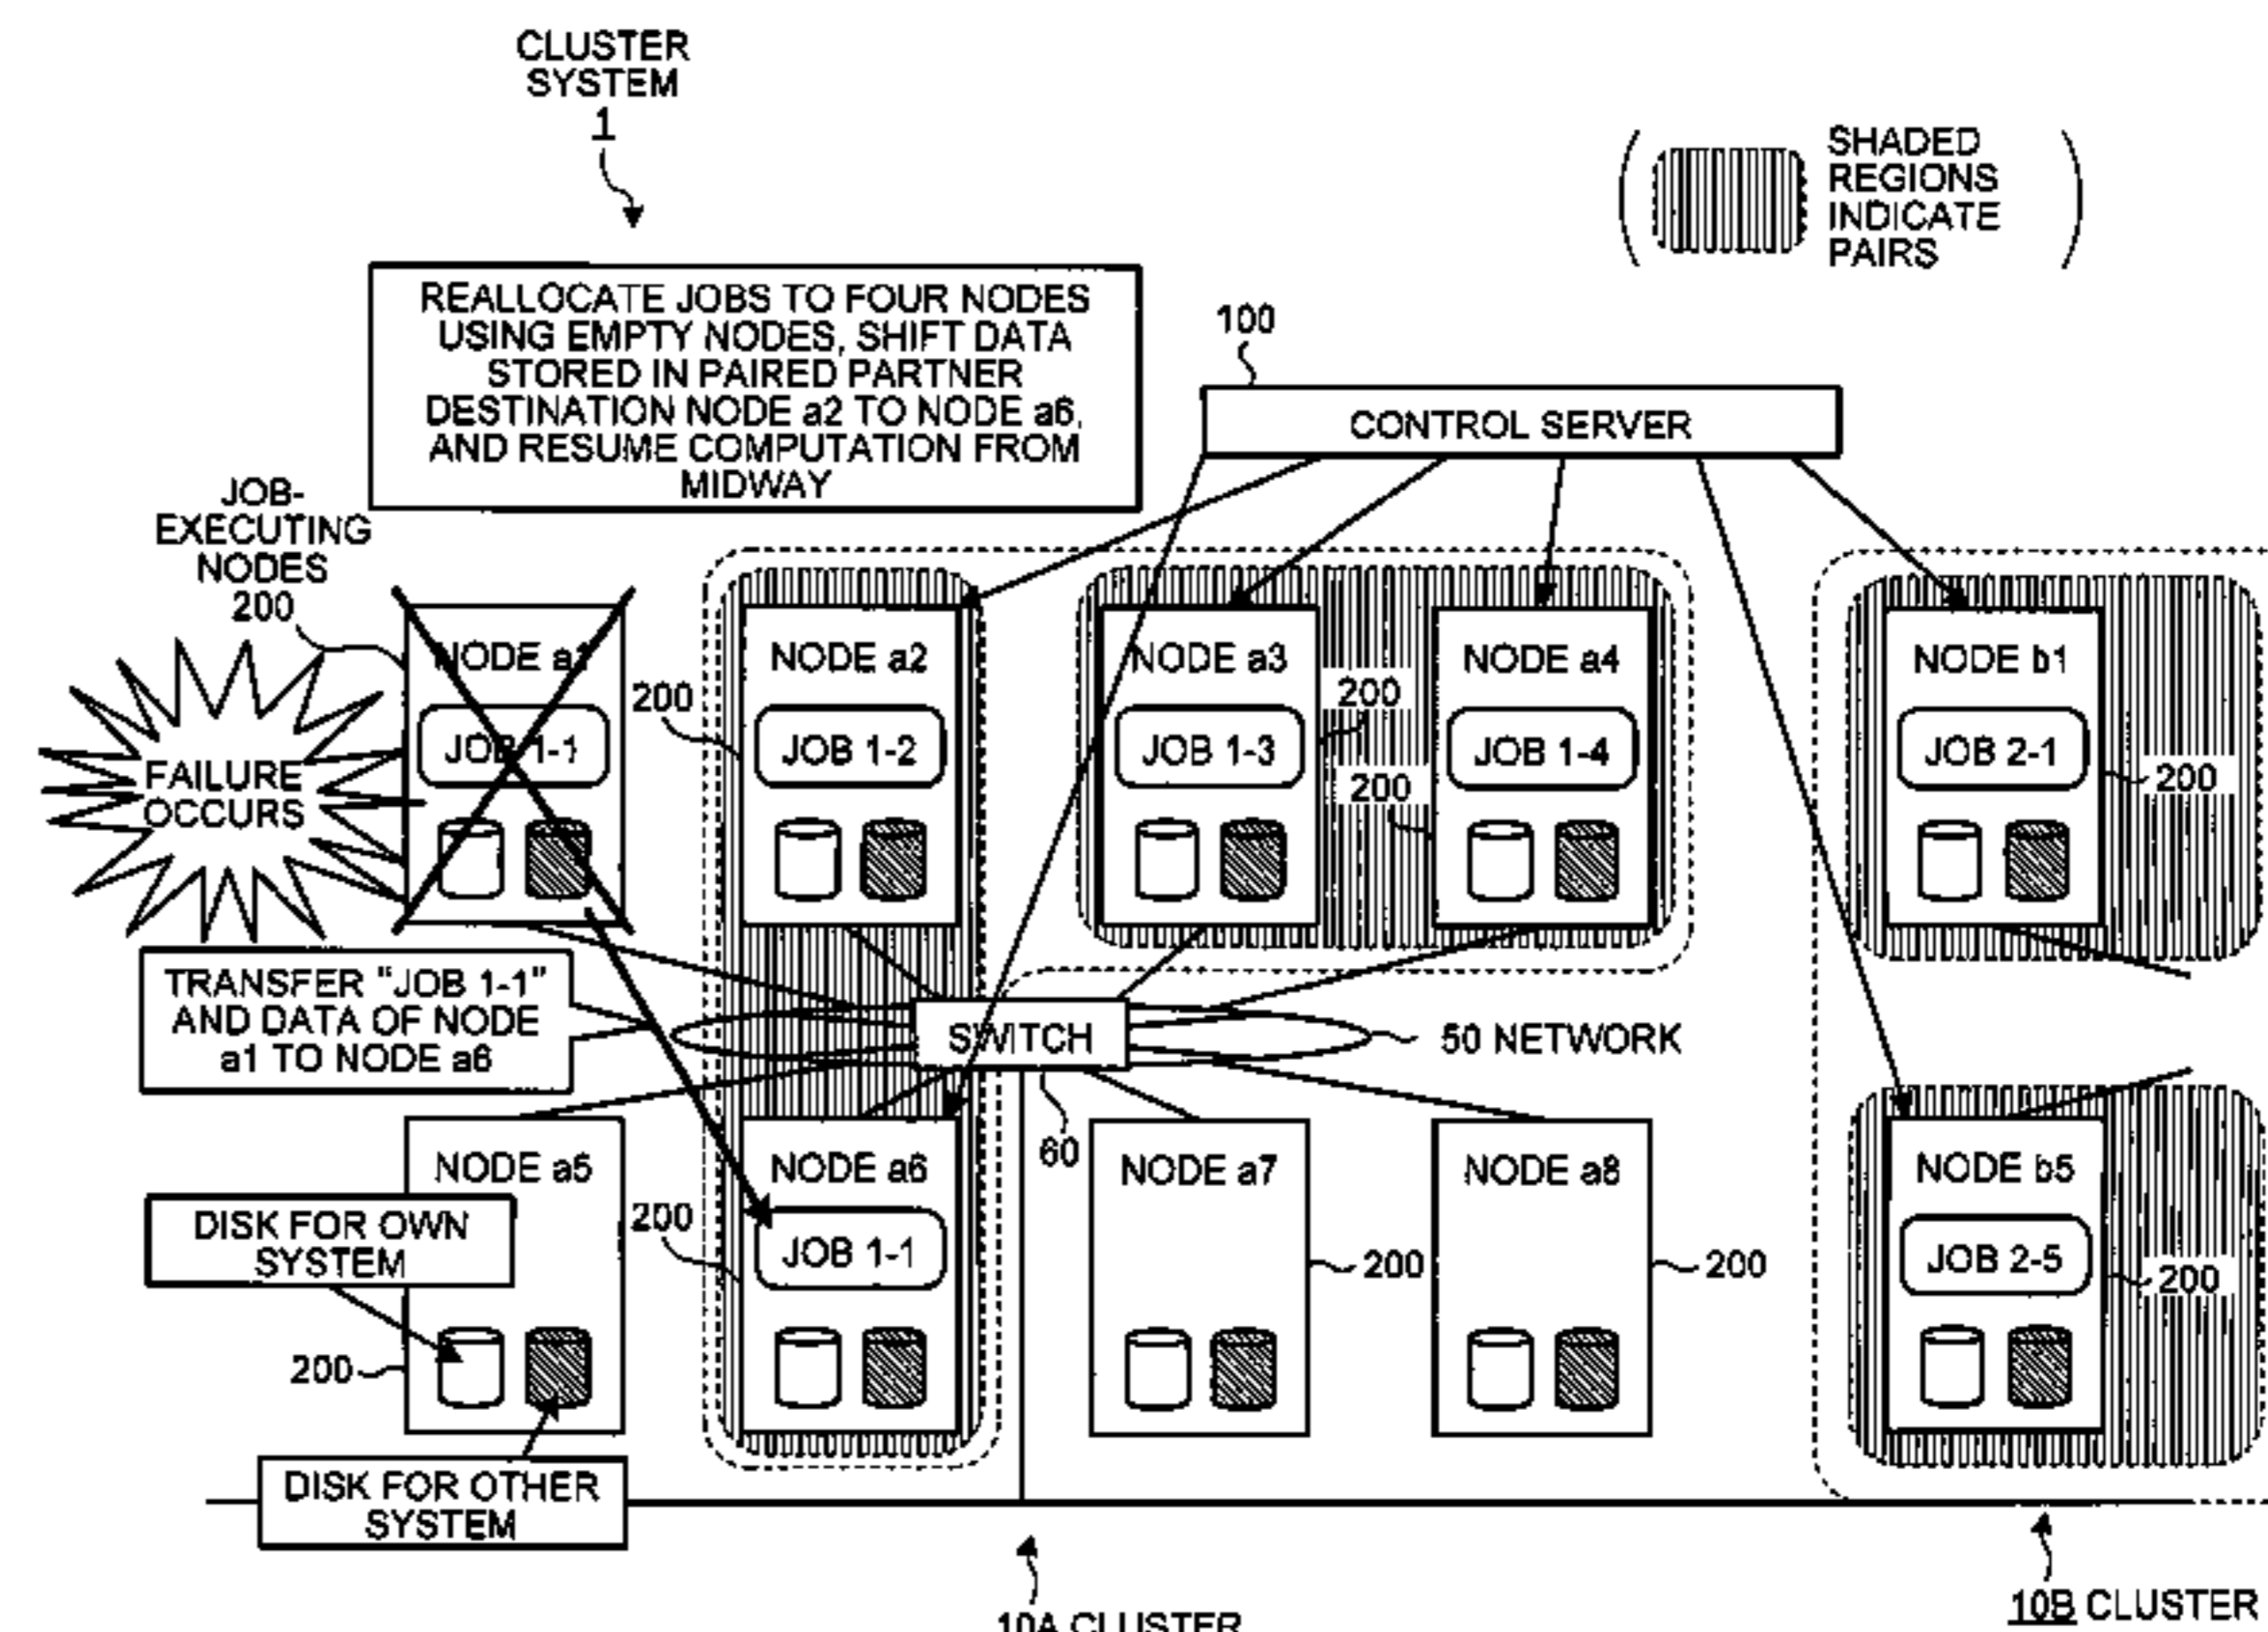 CLUSTER
SYSTEM
1
SHADED
REGIONS
INDICATE
PAIRS
REALLOCATE JOBS TO FOUR NODES
USING EMPTY NODES, SHIFT DATA
STORED IN PAIRED PARTNER
DESTINATION NODE a2 TO NODE a6,
AND RESUME COMPUTATION FROM
MIDWAY
100
CONTROL SERVER
JOB-
EXECUTING
NODES
200
NODE a1
JOB 1-1
FAILURE
OCCURS
200
NODE a2
JOB 1-2
NODE a3
JOB 1-3
200
200
NODE a4
JOB 1-4
NODE b1
JOB 2-1
200
TRANSFER "JOB 1-1"
AND DATA OF NODE
a1 TO NODE a6
SWITCH
50 NETWORK
60
NODE a5
DISK FOR OWN
SYSTEM
200
DISK FOR OTHER
SYSTEM
200
NODE a6
JOB 1-1
NODE a7
200
NODE a8
200
NODE b5
JOB 2-5
200
10A CLUSTER
10B CLUSTER